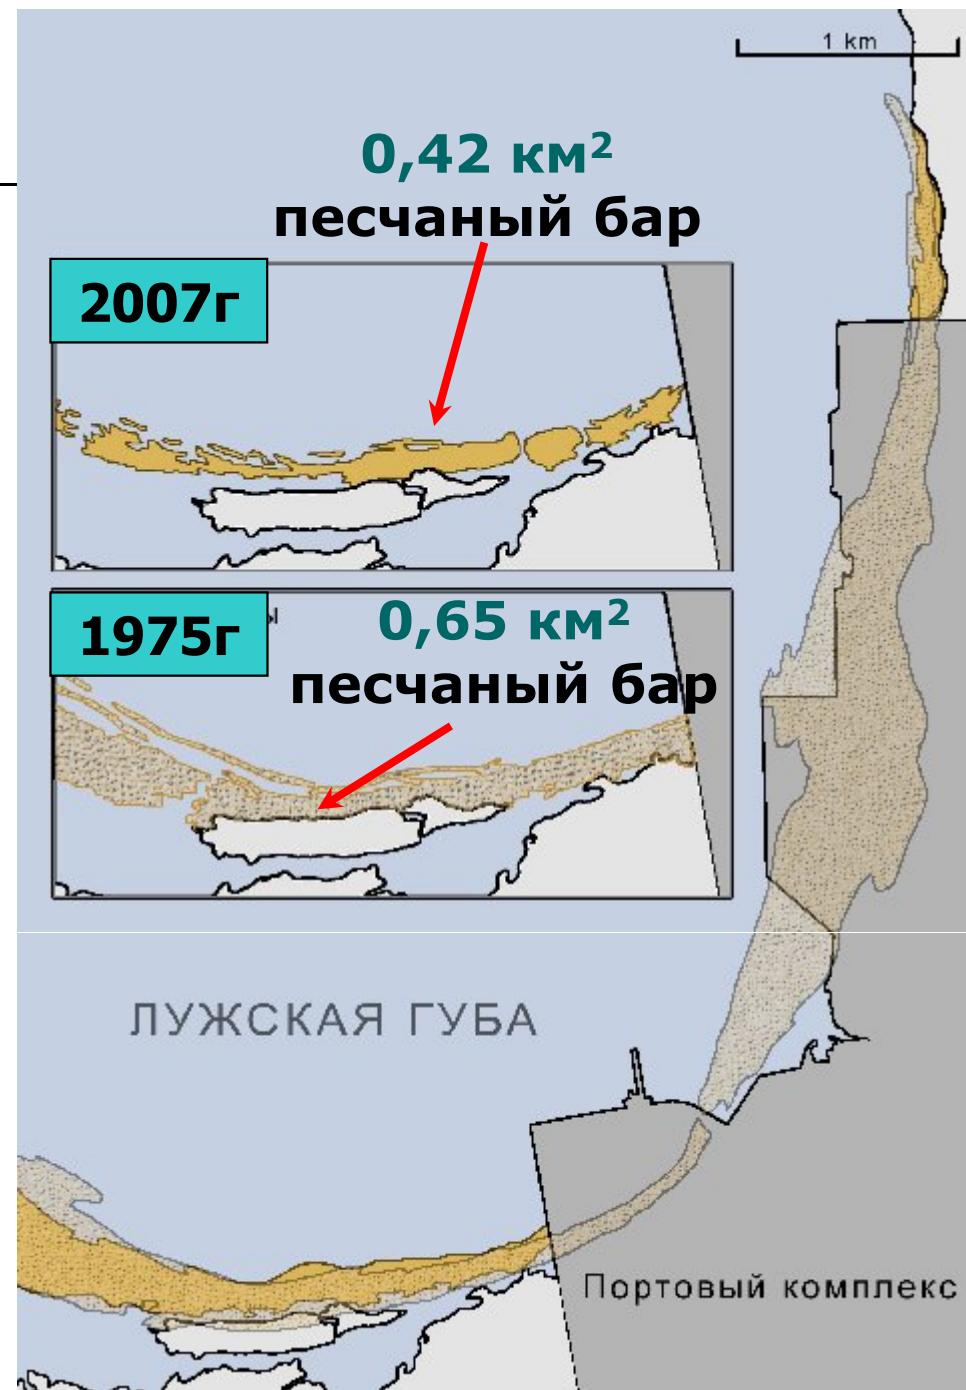 1 km
0,42 км²
песчаный бар
2007г
1975г
0,65 км²
песчаный бар
ЛУЖСКАЯ ГУБА
Портовый комплекс